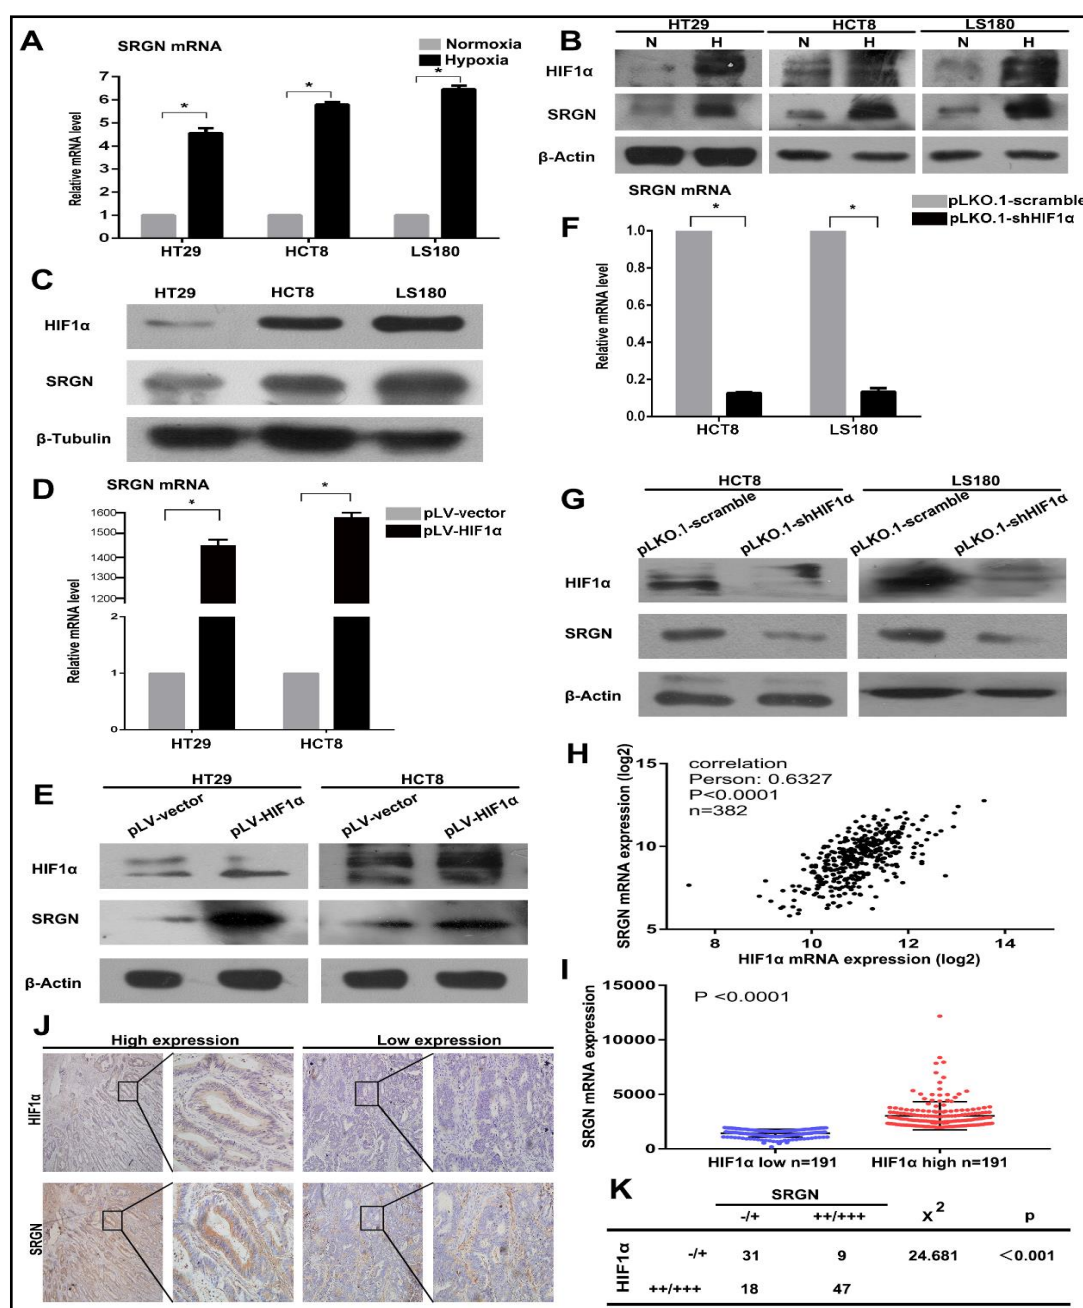 A
SRGN mRNA
Normoxia
Hypoxia
Relative mRNA level
7
6
5
4
3
2
1
0
*
*
*
HT29 HCT8 LS180
B
HT29 HCT8 LS180
N H N H N H
HIF1α
SRGN
β-Actin
C
HT29 HCT8 LS180
HIF1α
SRGN
β-Tubulin
D
SRGN mRNA
pLV-vector
pLV-HIF1α
Relative mRNA level
1600
1500
1400
1300
1200
2
1
0
*
*
HT29 HCT8
E
HT29 HCT8
pLV-vector pLV-HIF1α pLV-vector pLV-HIF1α
HIF1α
SRGN
β-Actin
SRGN mRNA
pLKO.1-scramble
pLKO.1-shHIF1α
F
Relative mRNA level
1.0
0.8
0.6
0.4
0.2
0.0
*
*
HCT8 LS180
G
HCT8 LS180
pLKO.1-scramble pLKO.1-shHIF1α pLKO.1-scramble pLKO.1-shHIF1α
HIF1α
SRGN
β-Actin
H
SRGN mRNA expression (log2)
15
10
5
correlation
Person: 0.6327
P<0.0001
n=382
8 10 12 14
HIF1α mRNA expression (log2)
I
SRGN mRNA expression
15000
10000
5000
0
P <0.0001
HIF1α low n=191 HIF1α high n=191
J
High expression Low expression
HIF1α
SRGN
K
SRGN
-/+ ++/+++ X² p
HIF1α
-/+ 31 9 24.681 <0.001
++/+++ 18 47